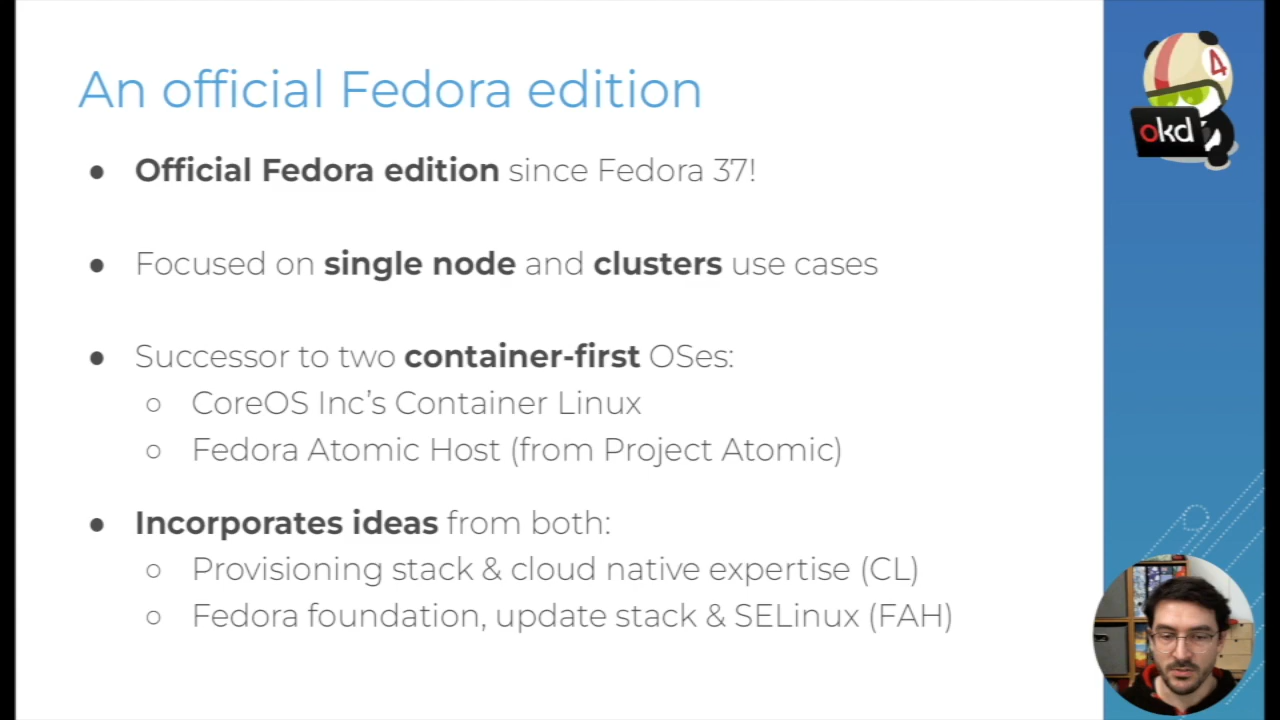 An official Fedora edition
4
okd
● Official Fedora edition since Fedora 37!
● Focused on single node and clusters use cases
● Successor to two container-first OSes:
○ CoreOS Inc’s Container Linux
○ Fedora Atomic Host (from Project Atomic)
● Incorporates ideas from both:
○ Provisioning stack & cloud native expertise (CL)
○ Fedora foundation, update stack & SELinux (FAH)